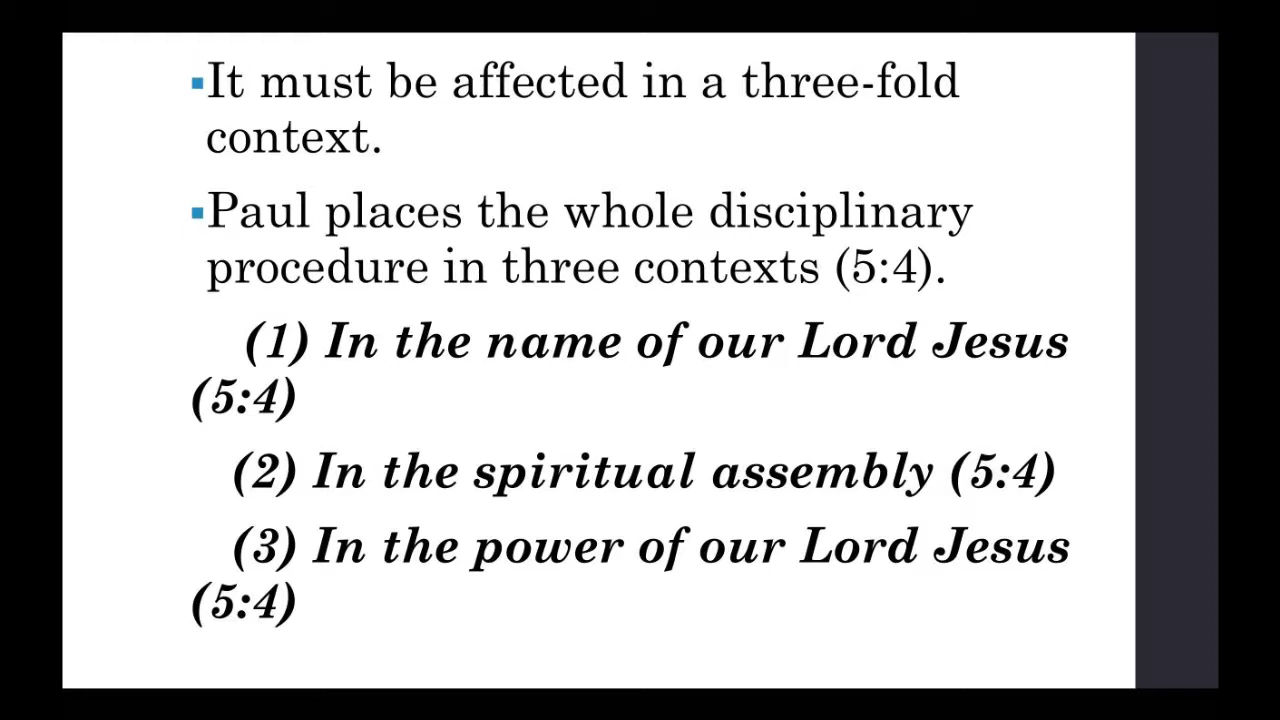 ▪It must be affected in a three-fold
context.
▪Paul places the whole disciplinary
procedure in three contexts (5:4).
(1) In the name of our Lord Jesus
(5:4)
(2) In the spiritual assembly (5:4)
(3) In the power of our Lord Jesus
(5:4)